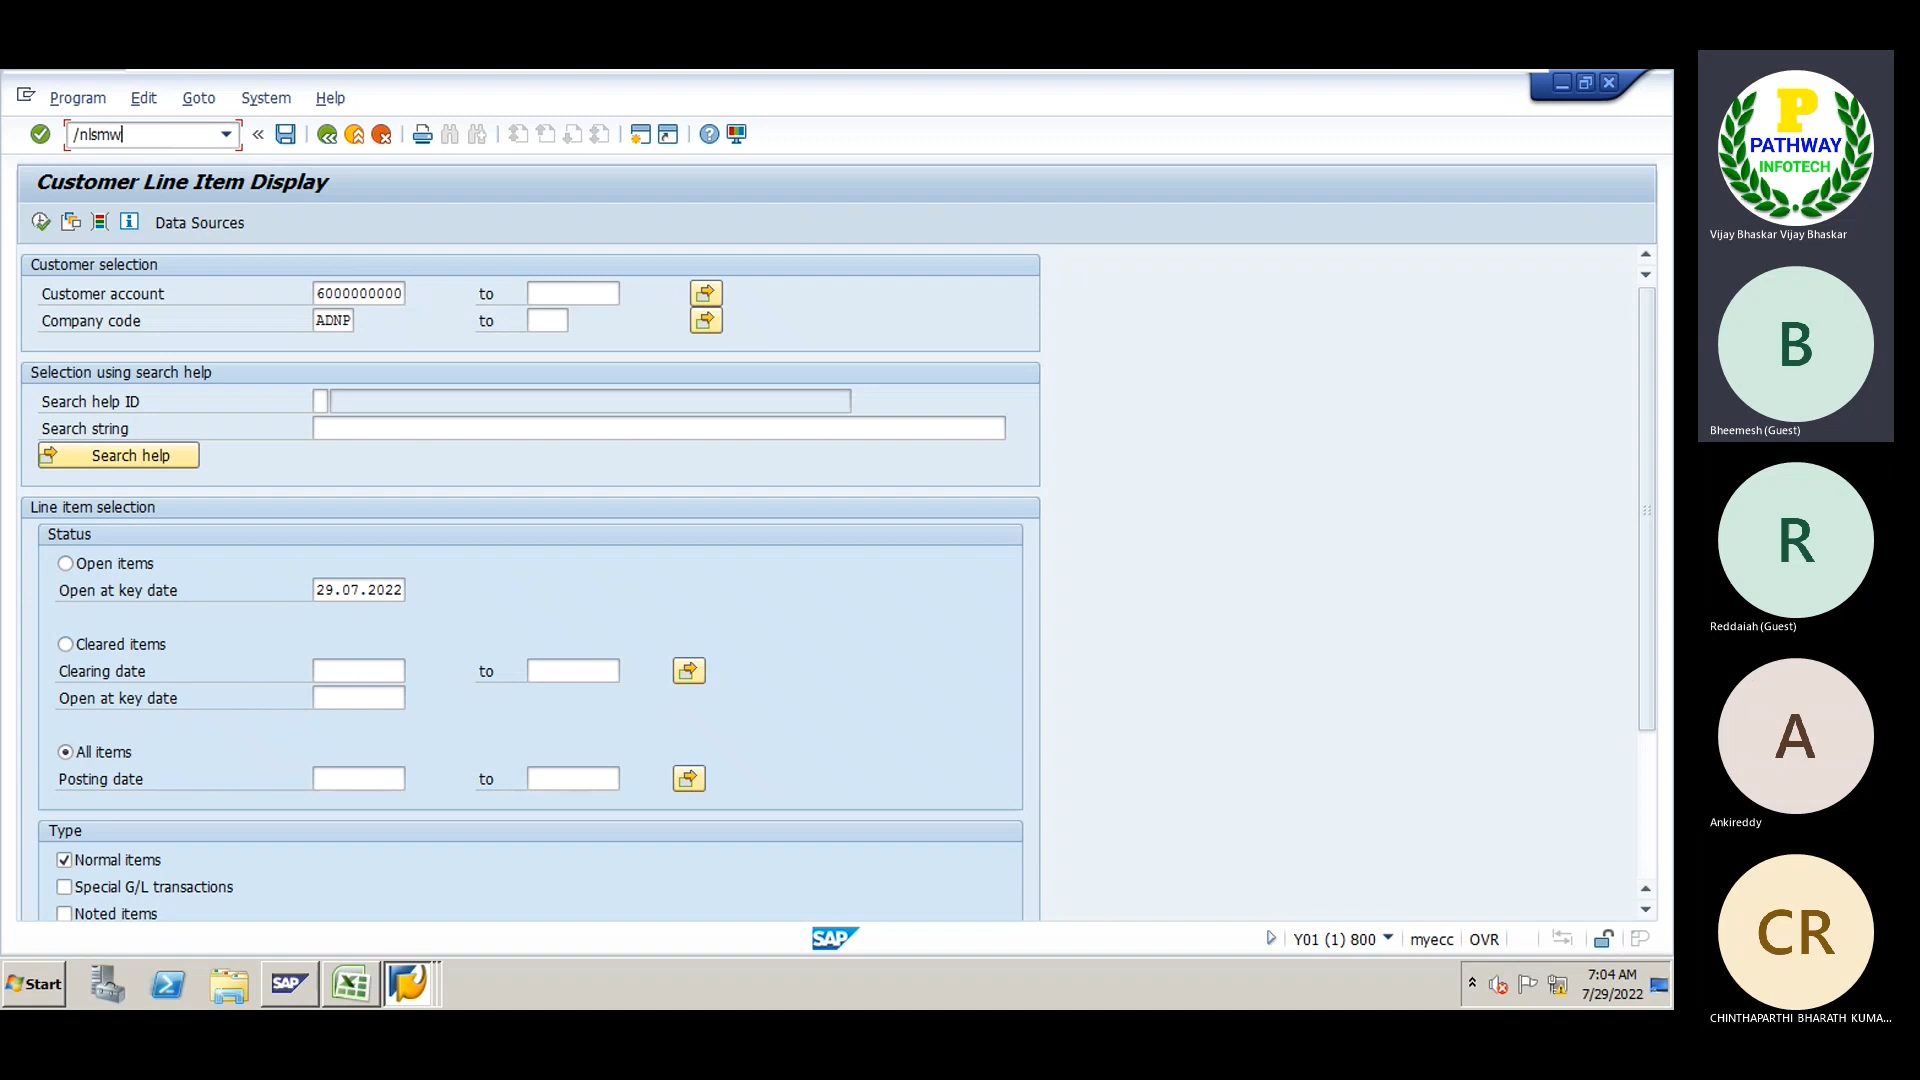 Program Edit Goto System Help
/nlsmw
Customer Line Item Display
Data Sources
Customer selection
Customer account 6000000000 to
Company code ADNP to
Selection using search help
Search help ID
Search string
Search help
Line item selection
Status
Open items
Open at key date 29.07.2022
Cleared items
Clearing date to
Open at key date
All items
Posting date to
Type
Normal items
Special G/L transactions
Noted items
SAP
Y01 (1) 800 myecc OVR
Start SAP
7:04 AM
7/29/2022
P
PATHWAY
INFOTECH
Vijay Bhaskar Vijay Bhaskar
B
Bheemesh (Guest)
R
Reddaiah (Guest)
A
Ankireddy
CR
CHINTHAPARTHI BHARATH KUMA...